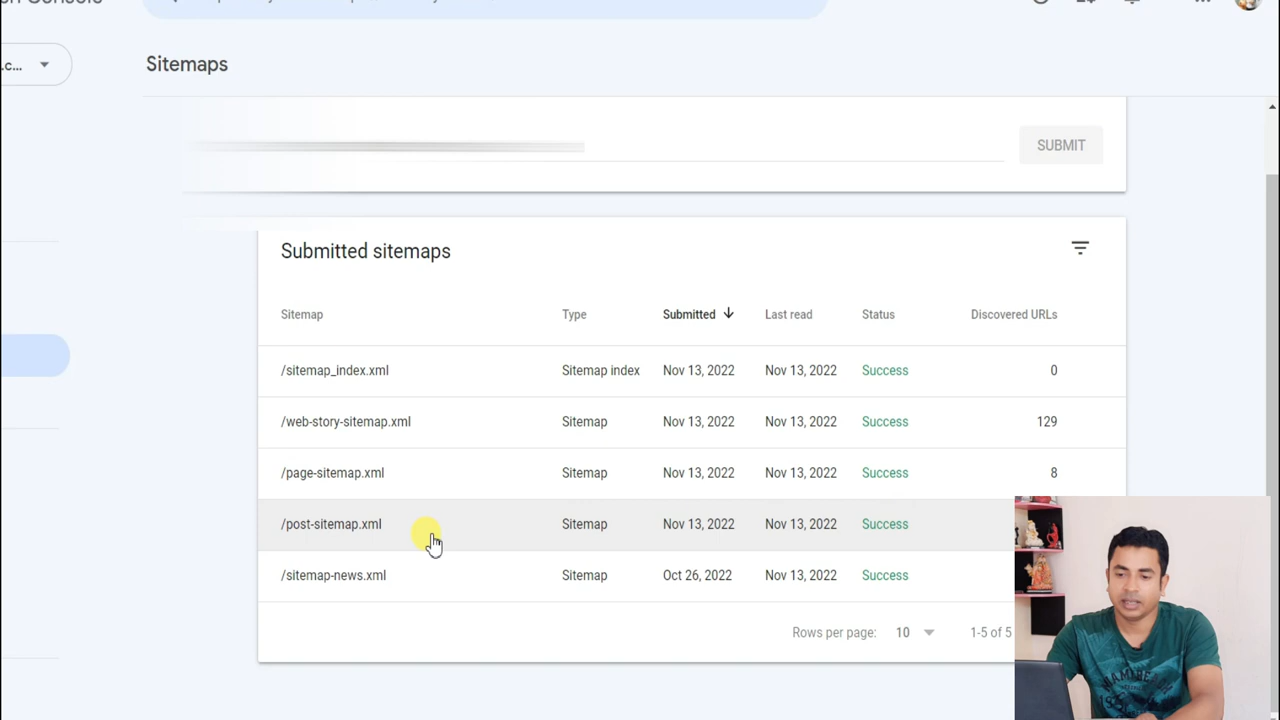 .c...
Sitemaps
SUBMIT
Submitted sitemaps
Sitemap Type Submitted Last read Status Discovered URLs
/sitemap_index.xml Sitemap index Nov 13, 2022 Nov 13, 2022 Success 0
/web-story-sitemap.xml Sitemap Nov 13, 2022 Nov 13, 2022 Success 129
/page-sitemap.xml Sitemap Nov 13, 2022 Nov 13, 2022 Success 8
/post-sitemap.xml Sitemap Nov 13, 2022 Nov 13, 2022 Success
/sitemap-news.xml Sitemap Oct 26, 2022 Nov 13, 2022 Success
Rows per page: 10 1-5 of 5